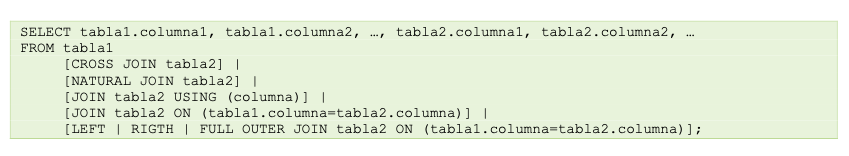 SELECT tabla1.columna1, tabla1.columna2, …, tabla2.columna1, tabla2.columna2, …
FROM tabla1
[CROSS JOIN tabla2] |
[NATURAL JOIN tabla2] |
[JOIN tabla2 USING (columna)] |
[JOIN tabla2 ON (tabla1.columna=tabla2.columna)] |
[LEFT | RIGTH | FULL OUTER JOIN tabla2 ON (tabla1.columna=tabla2.columna)];